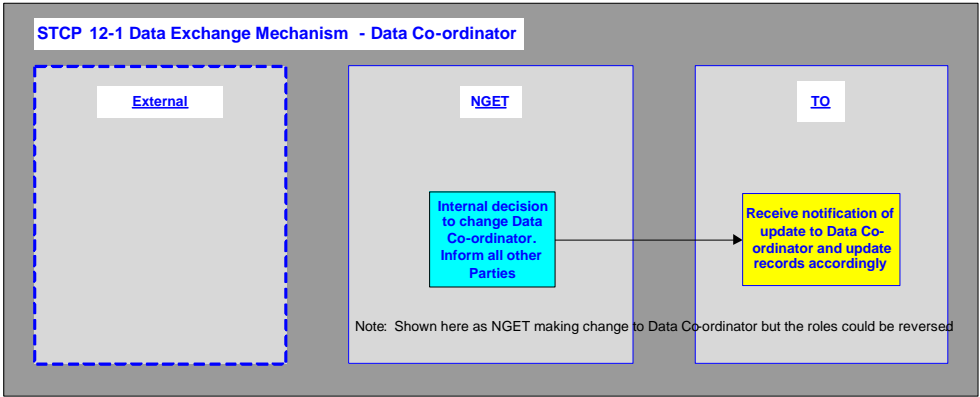 STCP 12-1 Data Exchange Mechanism - Data Co-ordinator
External
NGET
TO
Internal decision
to change Data
Co-ordinator.
Inform all other
Parties
Receive notification of
update to Data Co-
ordinator and update
records accordingly
Note: Shown here as NGET making change to Data Co-ordinator but the roles could be reversed